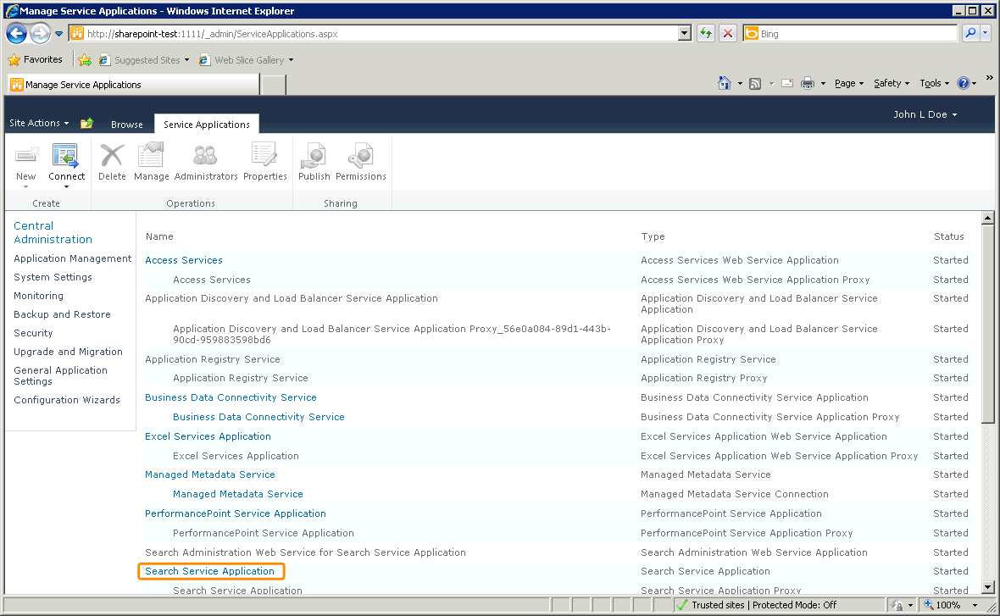 Manage Service Applications - Windows Internet Explorer
http://sharepoint-test:1111/_admin/ServiceApplications.aspx
Bing
Favorites
Suggested Sites
Web Slice Gallery
Manage Service Applications
Page
Safety
Tools
Site Actions
Browse
Service Applications
John L Doe
New
Connect
Delete
Manage
Administrators
Properties
Publish
Permissions
Create
Operations
Sharing
Central
Administration
Application Management
System Settings
Monitoring
Backup and Restore
Security
Upgrade and Migration
General Application
Settings
Configuration Wizards
Name Type Status
Access Services Access Services Web Service Application Started
Access Services Access Services Web Service Application Proxy Started
Application Discovery and Load Balancer Service Application Application Discovery and Load Balancer Service Started
Application
Application Discovery and Load Balancer Service Application Proxy_56e0a084-89d1-443b- Application Discovery and Load Balancer Service Started
90cd-959883598bd6 Application Proxy
Application Registry Service Application Registry Service Started
Application Registry Service Application Registry Proxy Started
Business Data Connectivity Service Business Data Connectivity Service Application Started
Business Data Connectivity Service Business Data Connectivity Service Application Proxy Started
Excel Services Application Excel Services Application Web Service Application Started
Excel Services Application Excel Services Application Web Service Application Proxy Started
Managed Metadata Service Managed Metadata Service Started
Managed Metadata Service Managed Metadata Service Connection Started
PerformancePoint Service Application PerformancePoint Service Application Started
PerformancePoint Service Application PerformancePoint Service Application Proxy Started
Search Administration Web Service for Search Service Application Search Administration Web Service Application Started
Search Service Application Search Service Application Started
Search Service Application Search Service Application Proxy Started
Trusted sites | Protected Mode: Off
100%